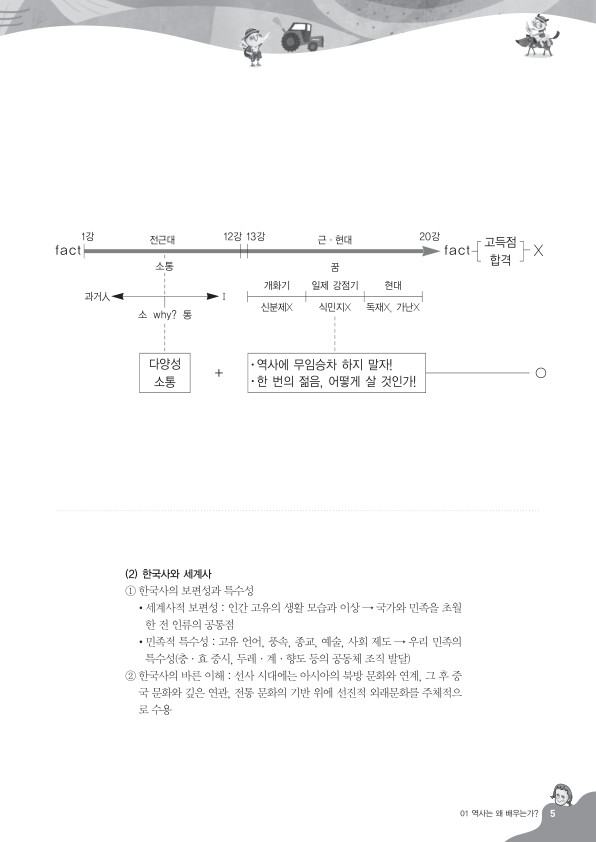 1강 전근대 12강 13강 근·현대 20강
fact fact 고득점 합격 X
소통 꿈
개화기 일제 강점기 현대
과거인 I
신분제X 식민지X 독재X, 가난X
소 why? 통
다양성
소통
+
• 역사에 무임승차 하지 말자!
• 한 번의 젊음, 어떻게 살 것인가!
○
(2) 한국사와 세계사
① 한국사의 보편성과 특수성
• 세계사적 보편성 : 인간 고유의 생활 모습과 이상 → 국가와 민족을 초월
한 전 인류의 공통점
• 민족적 특수성 : 고유 언어, 풍속, 종교, 예술, 사회 제도 → 우리 민족의
특수성(충·효 중시, 두레·계·향도 등의 공동체 조직 발달)
② 한국사의 바른 이해 : 선사 시대에는 아시아의 북방 문화와 연계, 그 후 중
국 문화와 깊은 연관, 전통 문화의 기반 위에 선진적 외래문화를 주체적으
로 수용
01 역사는 왜 배우는가? 5